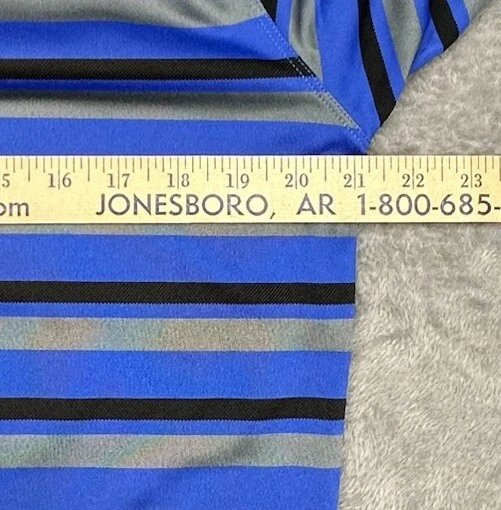 5 16 17 18 19 20 21 22 23
om JONESBORO, AR 1-800-685-